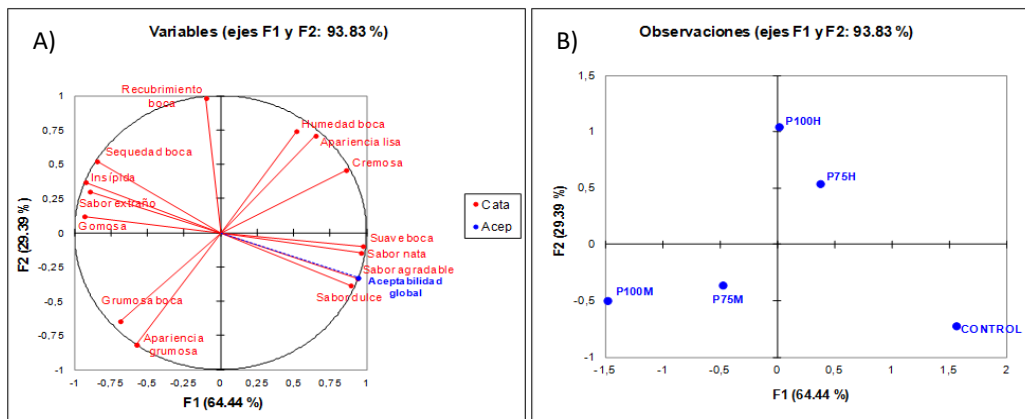 A)
Variables (ejes F1 y F2: 93.83 %)
Recubrimiento
boca
Humedad boca
Apariencia lisa
Sequedad boca
Cremosa
Insípida
Sabor extraño
Gomosa
Suave boca
Sabor nata
Sabor agradable
Aceptabilidad
global
Sabor dulce
Grumosa boca
Apariencia
grumosa
F2 (29.39 %)
1
0,75
0,5
0,25
0
-0,25
-0,5
-0,75
-1
-1
-0,75
-0,5
-0,25
0
0,25
0,5
0,75
1
F1 (64.44 %)
Cata
Acep
B)
Observaciones (ejes F1 y F2: 93.83 %)
P100H
P75H
P100M
P75M
CONTROL
F2 (29.39 %)
1,5
1
0,5
0
-0,5
-1
-1,5
-1
-0,5
0
0,5
1
1,5
2
F1 (64.44 %)